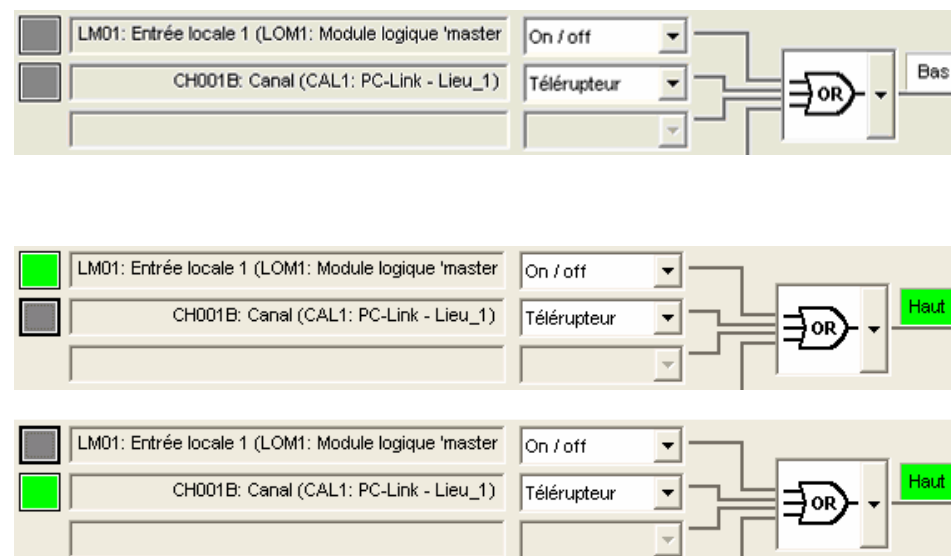 LM01: Entrée locale 1 (LOM1: Module logique 'master On / off
CH001B: Canal (CAL1: PC-Link - Lieu_1) Télérupteur OR Bas
LM01: Entrée locale 1 (LOM1: Module logique 'master On / off
CH001B: Canal (CAL1: PC-Link - Lieu_1) Télérupteur OR Haut
LM01: Entrée locale 1 (LOM1: Module logique 'master On / off
CH001B: Canal (CAL1: PC-Link - Lieu_1) Télérupteur OR Haut